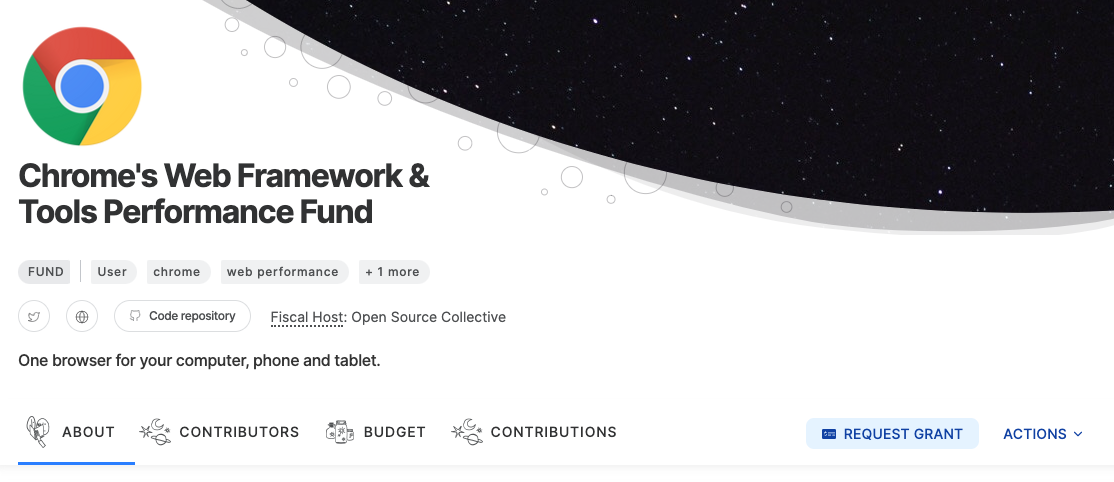 Chrome's Web Framework &
Tools Performance Fund
FUND User chrome web performance + 1 more
Code repository Fiscal Host: Open Source Collective
One browser for your computer, phone and tablet.
ABOUT CONTRIBUTORS BUDGET CONTRIBUTIONS REQUEST GRANT ACTIONS